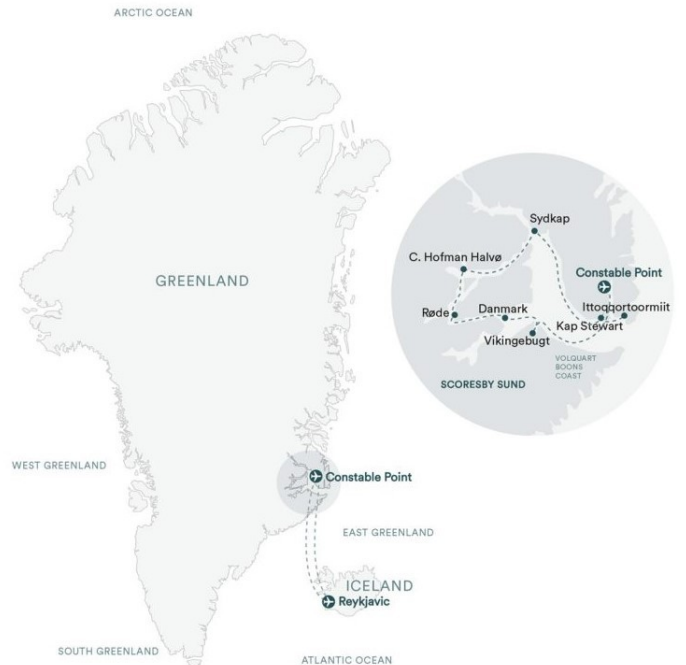 ARCTIC OCEAN
GREENLAND
Sydkap
C. Hofman Halvø
Constable Point
Røde
Danmark
Ittoqqortoormiit
Kap Stewart
Vikingebugt
VOLQUART
BOONS
COAST
SCORESBY SUND
WEST GREENLAND
Constable Point
EAST GREENLAND
ICELAND
Reykjavic
SOUTH GREENLAND
ATLANTIC OCEAN